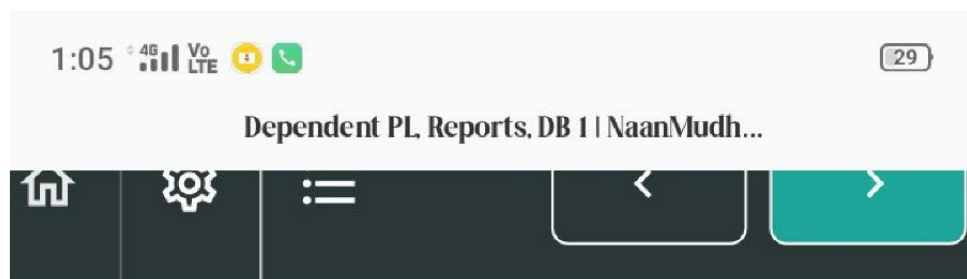 1:05 4G Vo LTE 29
Dependent PL, Reports, DB 1 | NaanMudh...